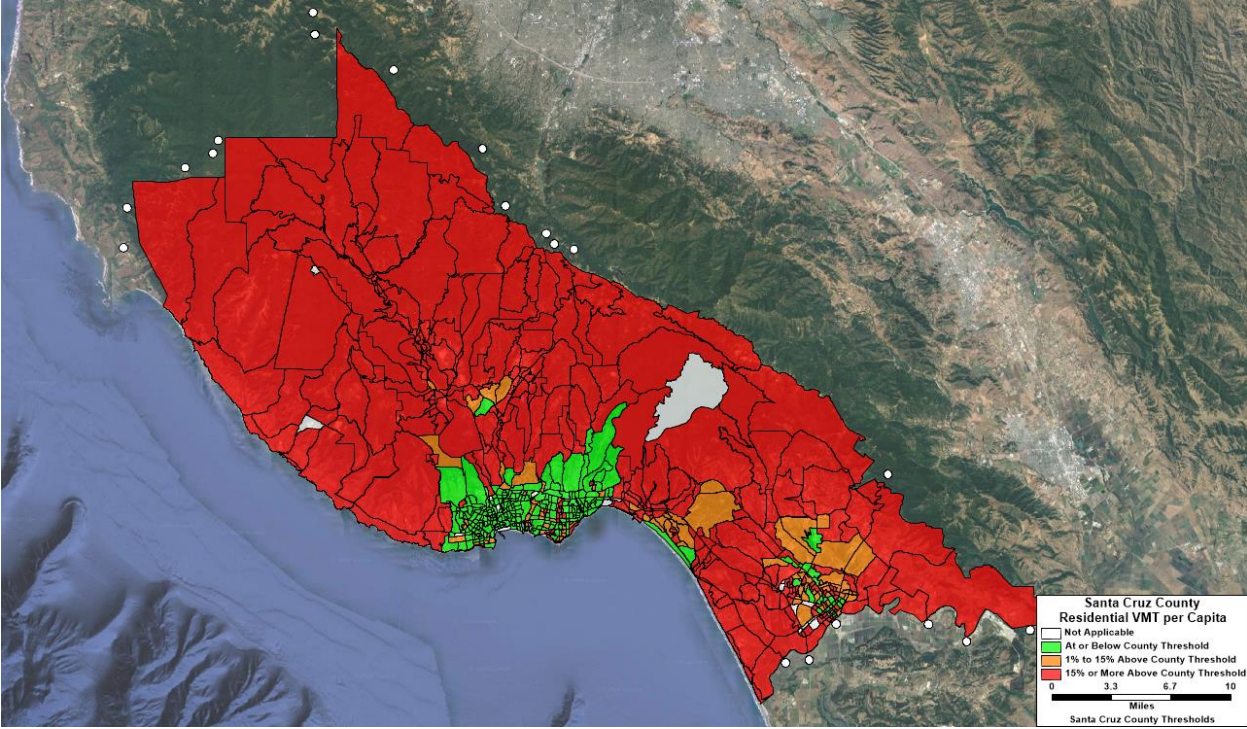 Santa Cruz County
Residential VMT per Capita
Not Applicable
At or Below County Threshold
1% to 15% Above County Threshold
15% or More Above County Threshold
0 3.3 6.7 10
Miles
Santa Cruz County Thresholds